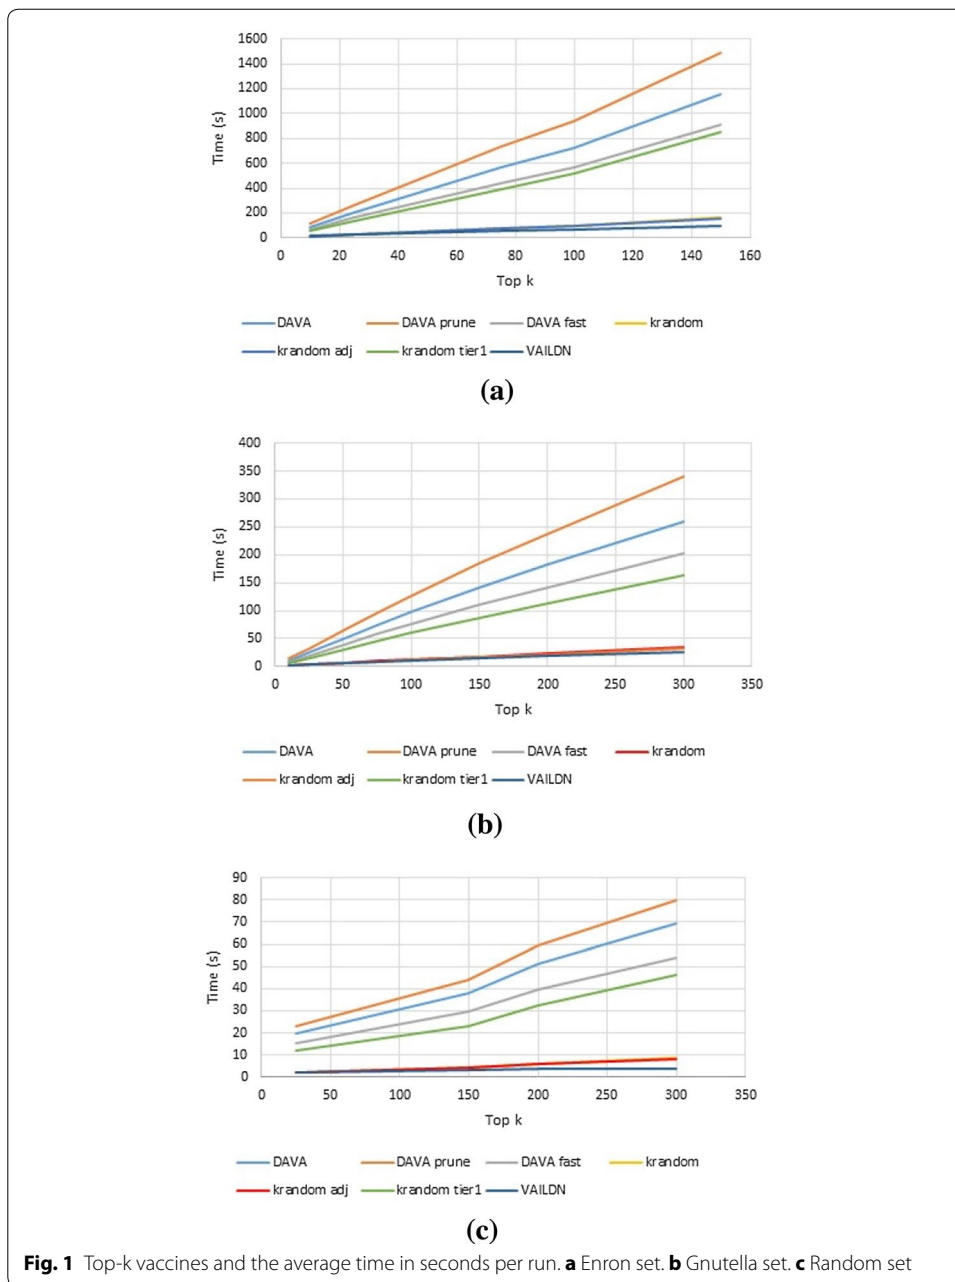 1600
1400
1200
1000
800
600
400
200
0
Time (s)
0 20 40 60 80 100 120 140 160
Top k
DAVA DAVA prune DAVA fast krandom
krandom adj krandom tier1 VAILDN
(a)
400
350
300
250
200
150
100
50
0
Time (s)
0 50 100 150 200 250 300 350
Top k
DAVA DAVA prune DAVA fast krandom
krandom adj krandom tier1 VAILDN
(b)
90
80
70
60
50
40
30
20
10
0
Time (s)
0 50 100 150 200 250 300 350
Top k
DAVA DAVA prune DAVA fast krandom
krandom adj krandom tier1 VAILDN
(c)
Fig. 1 Top-k vaccines and the average time in seconds per run. a Enron set. b Gnutella set. c Random set